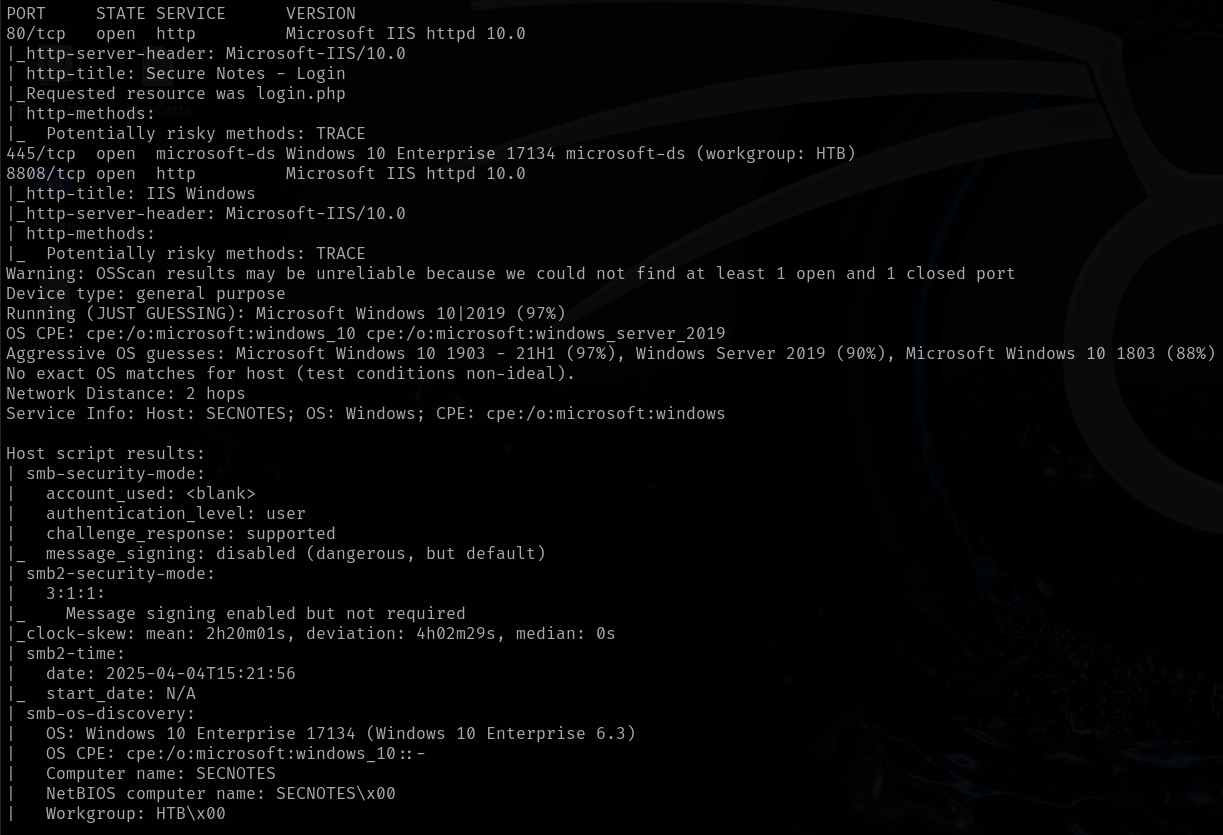 PORT     STATE SERVICE      VERSION
80/tcp   open  http         Microsoft IIS httpd 10.0
|_http-server-header: Microsoft-IIS/10.0
| http-title: Secure Notes - Login
|_Requested resource was login.php
| http-methods:
|_  Potentially risky methods: TRACE
445/tcp  open  microsoft-ds Windows 10 Enterprise 17134 microsoft-ds (workgroup: HTB)
8808/tcp open  http         Microsoft IIS httpd 10.0
|_http-title: IIS Windows
|_http-server-header: Microsoft-IIS/10.0
| http-methods:
|_  Potentially risky methods: TRACE
Warning: OSScan results may be unreliable because we could not find at least 1 open and 1 closed port
Device type: general purpose
Running (JUST GUESSING): Microsoft Windows 10|2019 (97%)
OS CPE: cpe:/o:microsoft:windows_10 cpe:/o:microsoft:windows_server_2019
Aggressive OS guesses: Microsoft Windows 10 1903 - 21H1 (97%), Windows Server 2019 (90%), Microsoft Windows 10 1803 (88%)
No exact OS matches for host (test conditions non-ideal).
Network Distance: 2 hops
Service Info: Host: SECNOTES; OS: Windows; CPE: cpe:/o:microsoft:windows

Host script results:
| smb-security-mode:
|   account_used: <blank>
|   authentication_level: user
|   challenge_response: supported
|_  message_signing: disabled (dangerous, but default)
| smb2-security-mode:
|   3:1:1:
|_    Message signing enabled but not required
|_clock-skew: mean: 2h20m01s, deviation: 4h02m29s, median: 0s
| smb2-time:
|   date: 2025-04-04T15:21:56
|_  start_date: N/A
| smb-os-discovery:
|   OS: Windows 10 Enterprise 17134 (Windows 10 Enterprise 6.3)
|   OS CPE: cpe:/o:microsoft:windows_10::-
|   Computer name: SECNOTES
|   NetBIOS computer name: SECNOTES\x00
|   Workgroup: HTB\x00